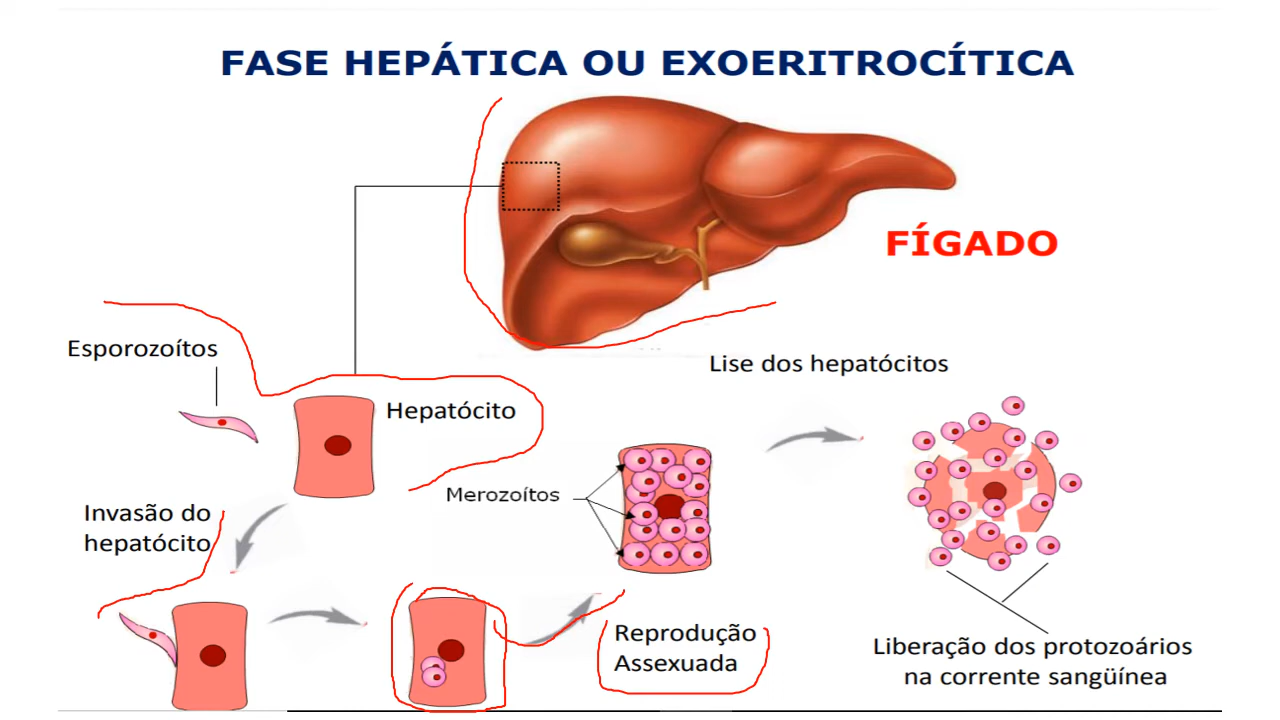 FASE HEPÁTICA OU EXOERITROCÍTICA
FÍGADO
Esporozoítos
Hepatócito
Lise dos hepatócitos
Merozoítos
Invasão do
hepatócito
Reprodução
Assexuada
Liberação dos protozoários
na corrente sangüínea